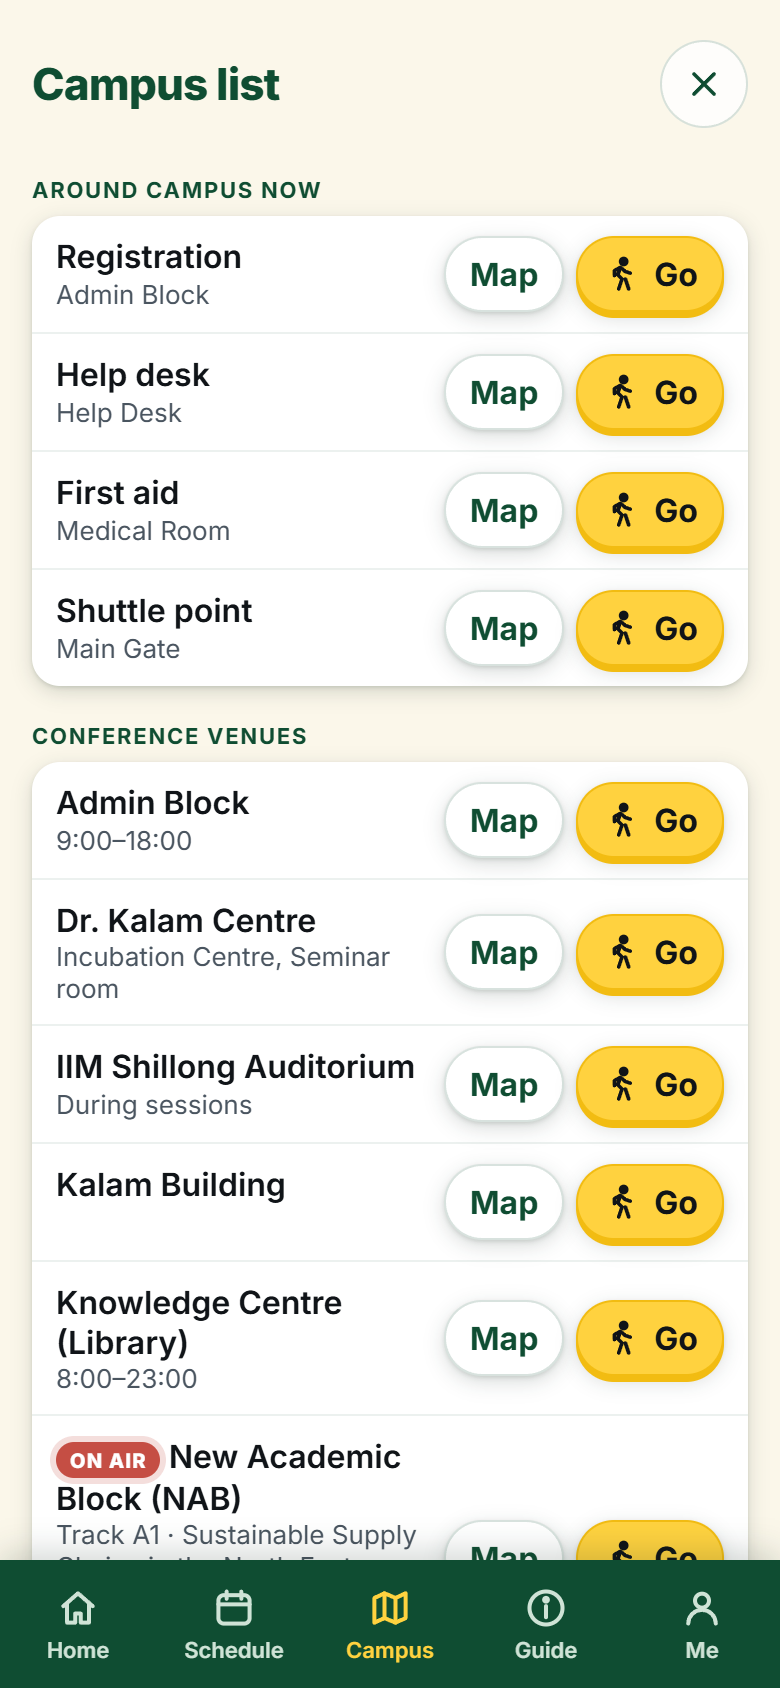 Campus list
AROUND CAMPUS NOW
Registration
Admin Block
Map
Go
Help desk
Help Desk
Map
Go
First aid
Medical Room
Map
Go
Shuttle point
Main Gate
Map
Go
CONFERENCE VENUES
Admin Block
9:00–18:00
Map
Go
Dr. Kalam Centre
Incubation Centre, Seminar
room
Map
Go
IIM Shillong Auditorium
During sessions
Map
Go
Kalam Building
Map
Go
Knowledge Centre
(Library)
8:00–23:00
Map
Go
ON AIR New Academic
Block (NAB)
Track A1 · Sustainable Supply
Map
Go
Home
Schedule
Campus
Guide
Me